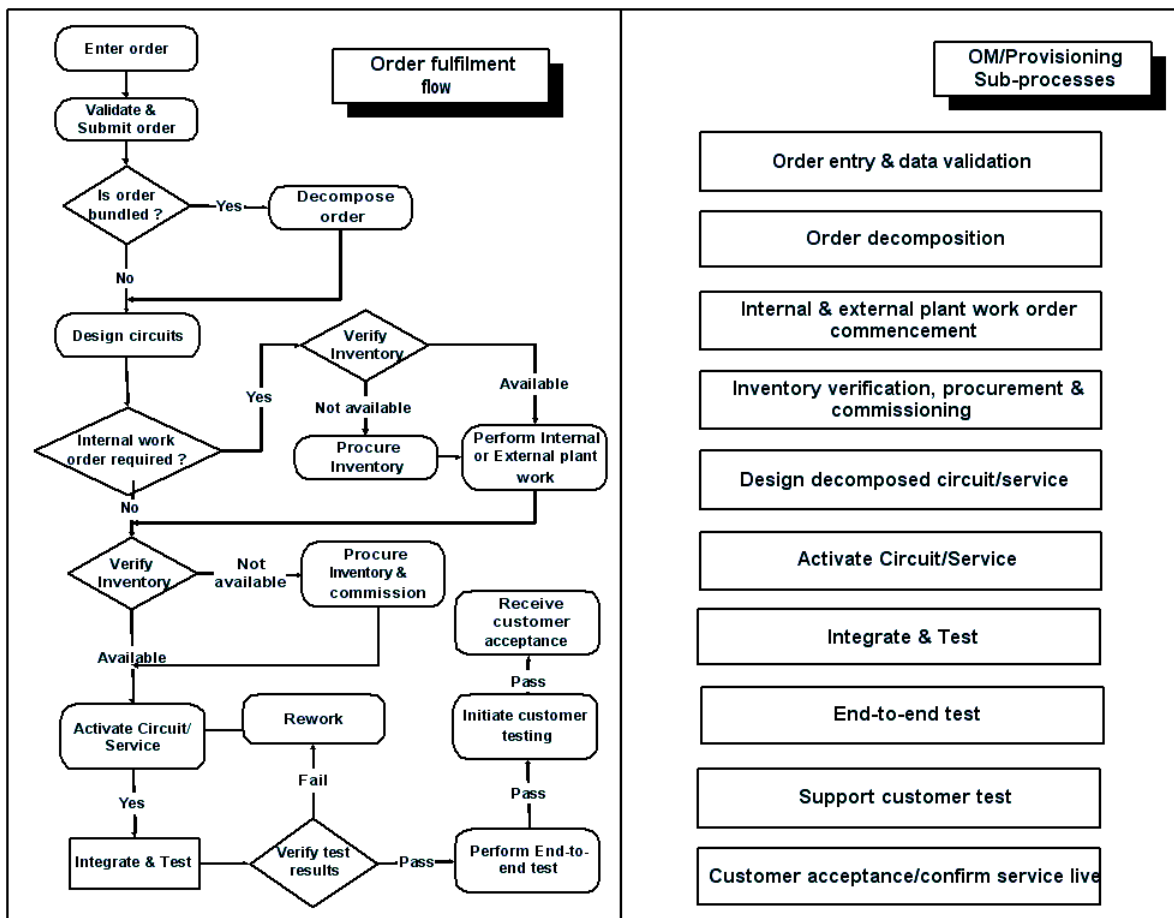 Enter order
Order fulfilment
flow
Validate &
Submit order
Is order
bundled ?
Yes
Decompose
order
No
Design circuits
Verify
Inventory
Yes
Available
Not available
Internal work
order required ?
Procure
Inventory
Perform Internal
or External plant
work
No
Verify
Inventory
Not
available
Procure
Inventory &
commission
Receive
customer
acceptance
Available
Pass
Activate Circuit/
Service
Rework
Initiate customer
testing
Fail
Yes
Pass
Integrate & Test
Verify test
results
Pass
Perform End-to-
end test
OM/Provisioning
Sub-processes
Order entry & data validation
Order decomposition
Internal & external plant work order
commencement
Inventory verification, procurement &
commissioning
Design decomposed circuit/service
Activate Circuit/Service
Integrate & Test
End-to-end test
Support customer test
Customer acceptance/confirm service live